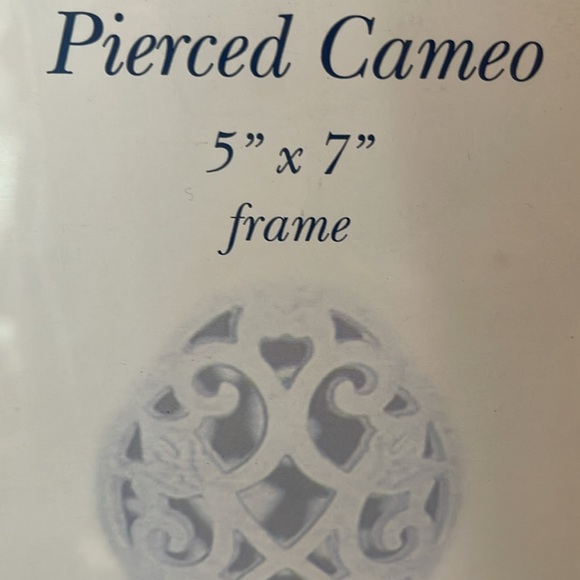 Pierced Cameo
5” x 7”
frame